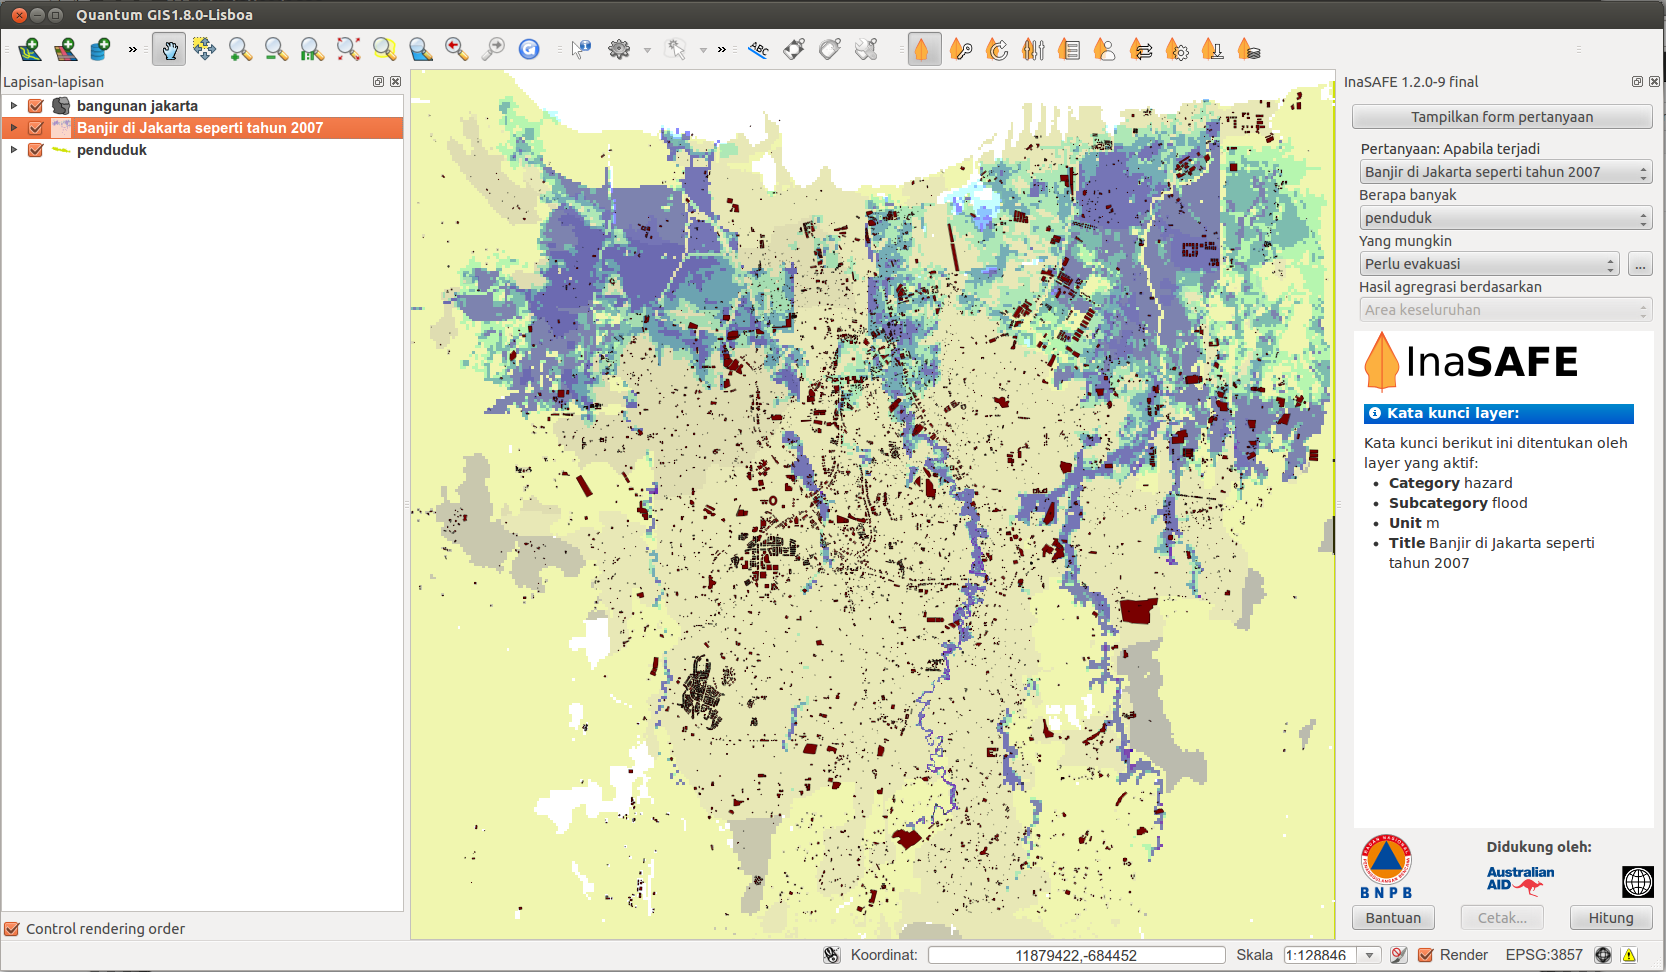 Quantum GIS1.8.0-Lisboa
ABC
Lapisan-lapisan
bangunan jakarta
Banjir di Jakarta seperti tahun 2007
penduduk
Control rendering order
InaSAFE 1.2.0-9 final
Tampilkan form pertanyaan
Pertanyaan: Apabila terjadi
Banjir di Jakarta seperti tahun 2007
Berapa banyak
penduduk
Yang mungkin
Perlu evakuasi
...
Hasil agregrasi berdasarkan
Area keseluruhan
InaSAFE
Kata kunci layer:
Kata kunci berikut ini ditentukan oleh
layer yang aktif:
Category hazard
Subcategory flood
Unit m
Title Banjir di Jakarta seperti
tahun 2007
BNPB
Didukung oleh:
Australian
AID
Bantuan
Cetak...
Hitung
Koordinat:
11879422,-684452
Skala
1:128846
Render
EPSG:3857